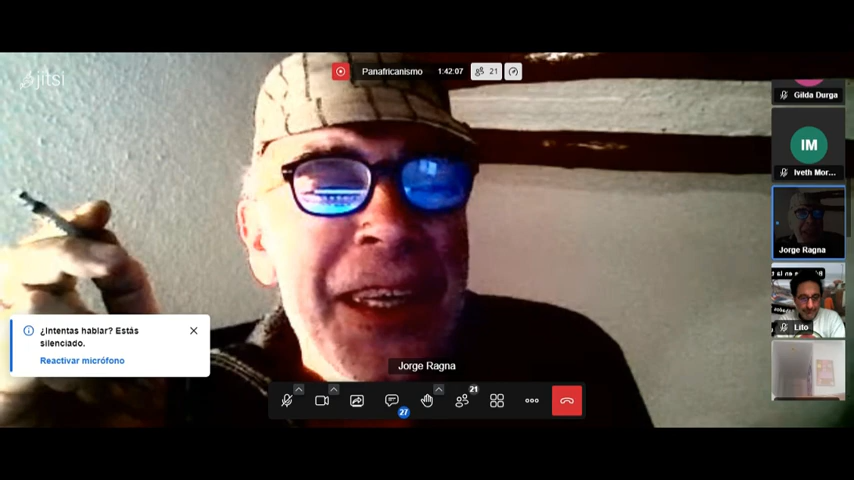 jitsi
Panafricanismo
1:42:07
21
Gilda Durga
IM
Iveth Mor...
Jorge Ragna
Lito
¿Intentas hablar? Estás
silenciado.
Reactivar micrófono
Jorge Ragna
21
27